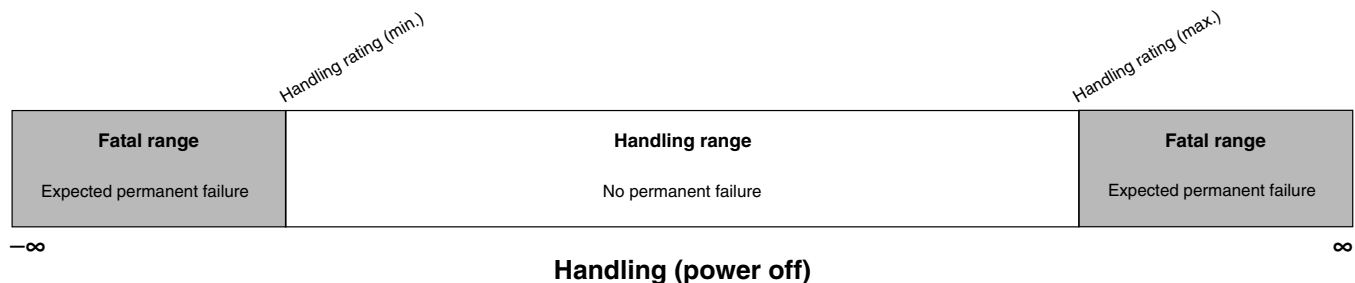 Handling rating (min.)
Handling rating (max.)
Fatal range
Handling range
Fatal range
Expected permanent failure
No permanent failure
Expected permanent failure
–∞
∞
Handling (power off)